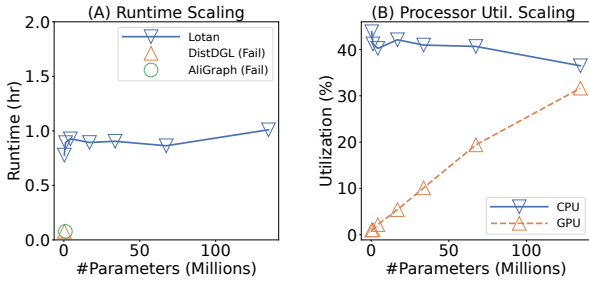 (A) Runtime Scaling
2.0
1.5
1.0
0.5
0.0
Runtime (hr)
Lotan
DistDGL (Fail)
AliGraph (Fail)
0
50
100
#Parameters (Millions)
(B) Processor Util. Scaling
40
30
20
10
0
Utilization (%)
CPU
GPU
0
50
100
#Parameters (Millions)